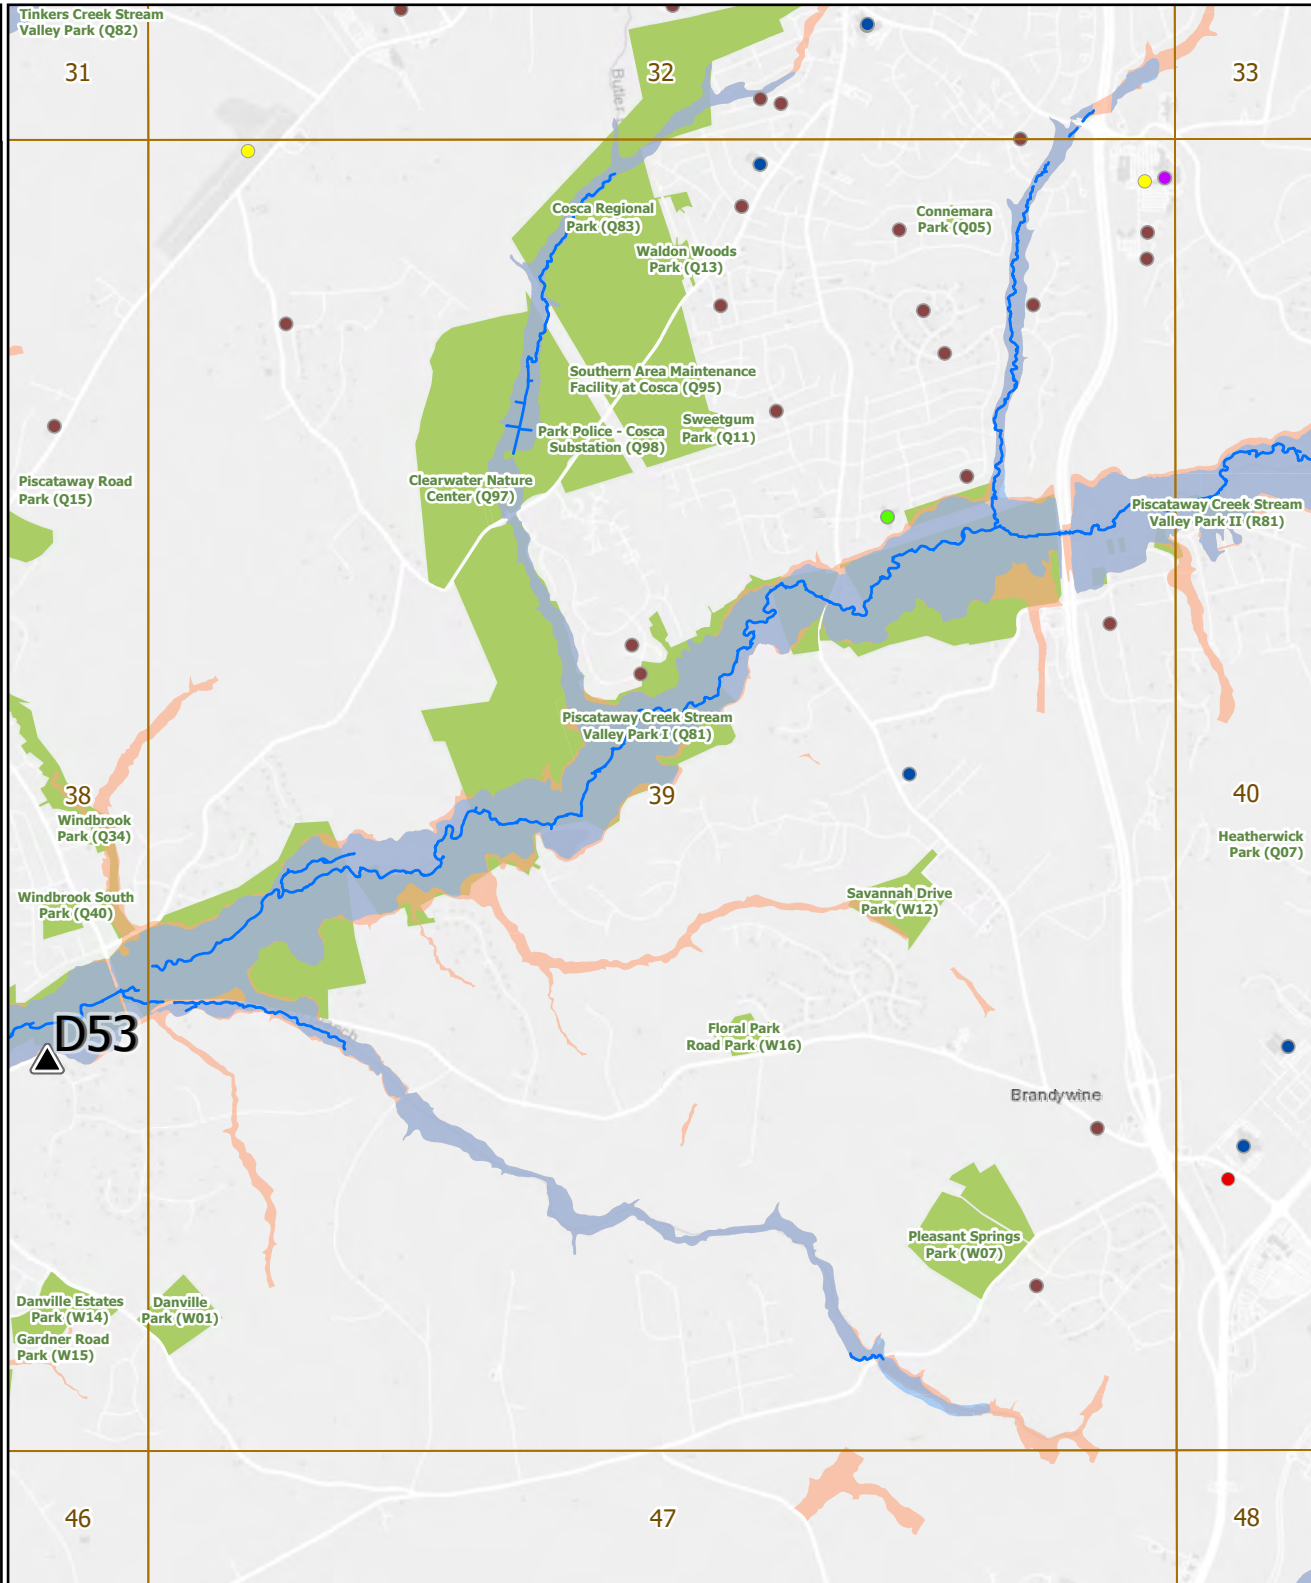 Tinkers Creek Stream
Valley Park (Q82)
31
32
33
Butler
Cosca Regional
Park (Q83)
Connemara
Park (Q05)
Waldon Woods
Park (Q13)
Southern Area Maintenance
Facility at Cosca (Q95)
Sweetgum
Park (Q11)
Park Police - Cosca
Substation (Q98)
Piscataway Road
Park (Q15)
Clearwater Nature
Center (Q97)
Piscataway Creek Stream
Valley Park II (R81)
Piscataway Creek Stream
Valley Park I (Q81)
38
39
40
Windbrook
Park (Q34)
Heatherwick
Park (Q07)
Windbrook South
Park (Q40)
Savannah Drive
Park (W12)
D53
Floral Park
Road Park (W16)
Brandywine
Pleasant Springs
Park (W07)
Danville Estates
Park (W14)
Danville
Park (W01)
Gardner Road
Park (W15)
46
47
48